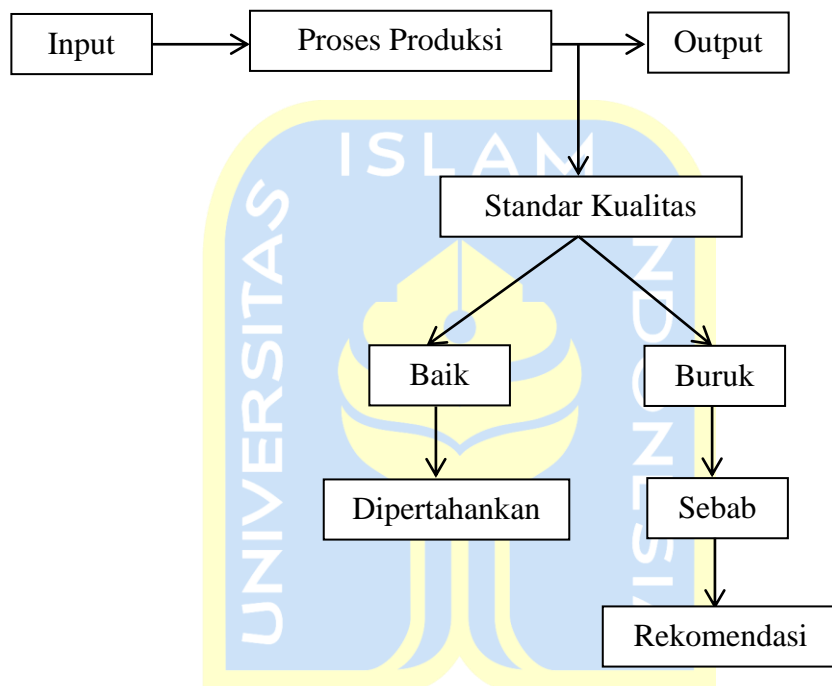 Input
Proses Produksi
Output
ISLAM
UNIVERSITAS
Standar Kualitas
Baik
Buruk
Dipertahankan
Sebab
Rekomendasi